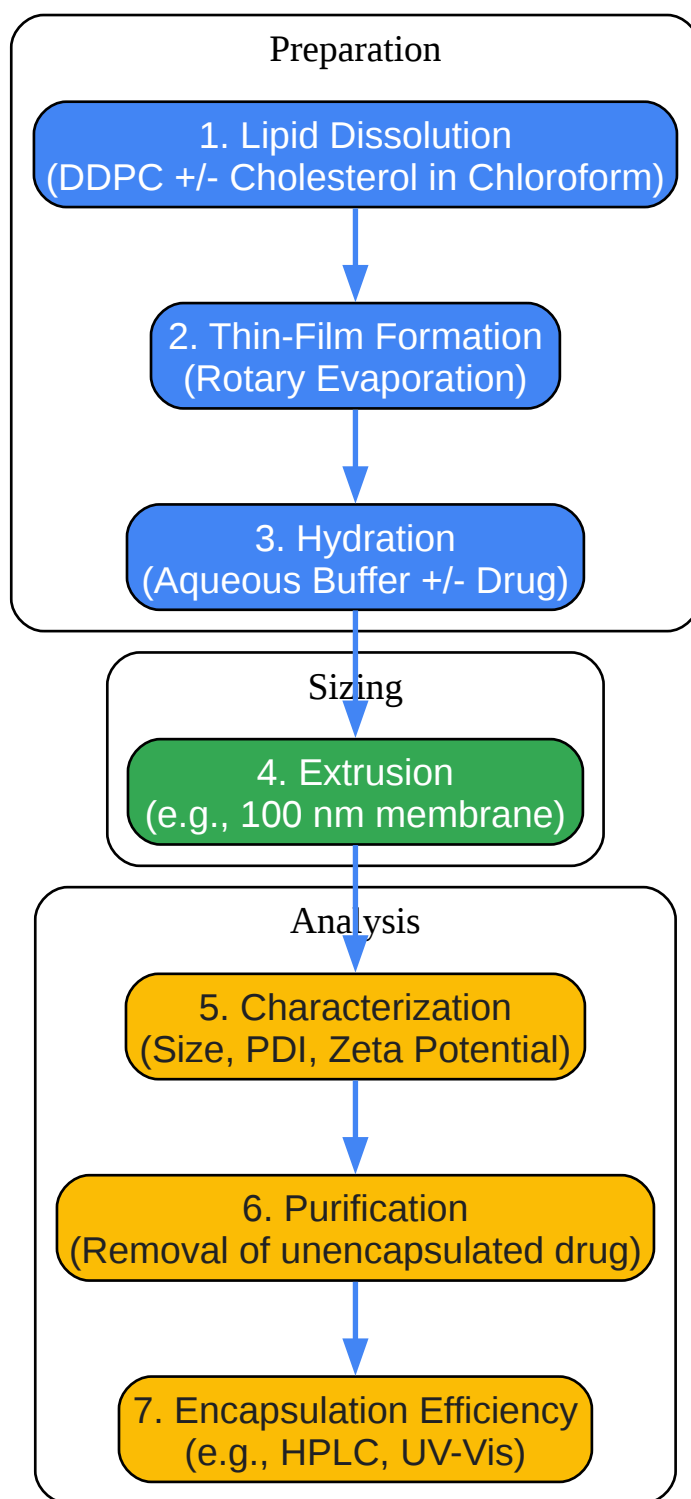 Preparation
1. Lipid Dissolution
(DDPC +/- Cholesterol in Chloroform)
2. Thin-Film Formation
(Rotary Evaporation)
3. Hydration
(Aqueous Buffer +/- Drug)
Sizing
4. Extrusion
(e.g., 100 nm membrane)
Analysis
5. Characterization
(Size, PDI, Zeta Potential)
6. Purification
(Removal of unencapsulated drug)
7. Encapsulation Efficiency
(e.g., HPLC, UV-Vis)